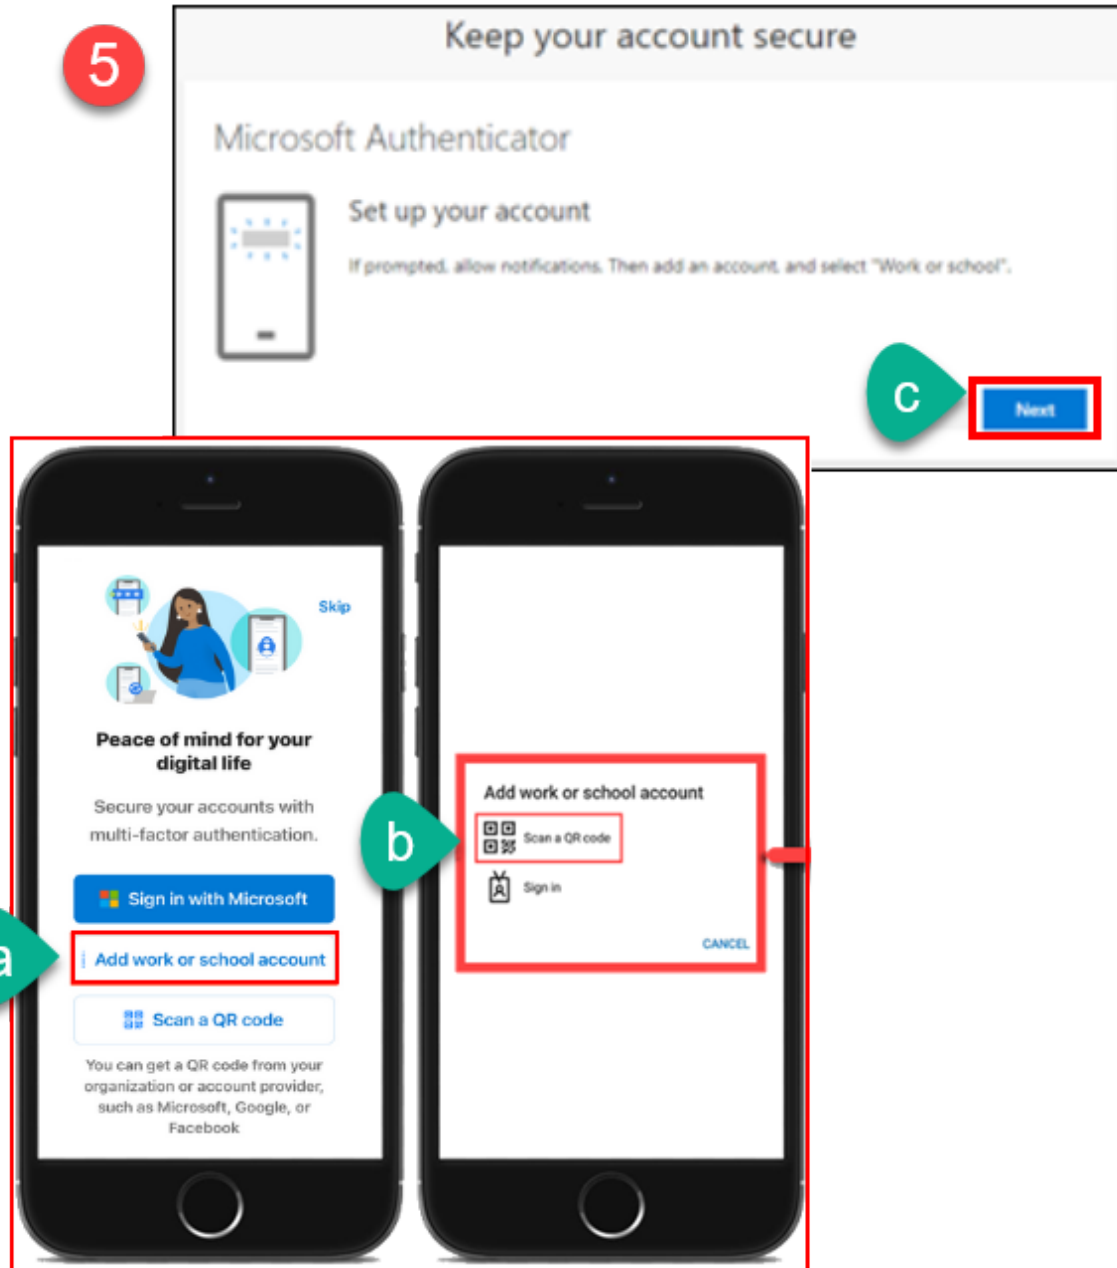 5
Keep your account secure
Microsoft Authenticator
Set up your account
If prompted, allow notifications. Then add an account, and select "Work or school".
c
Next
Skip
Peace of mind for your
digital life
Secure your accounts with
multi-factor authentication.
Sign in with Microsoft
a
Add work or school account
Scan a QR code
You can get a QR code from your
organization or account provider,
such as Microsoft, Google, or
Facebook
Add work or school account
b
Scan a QR code
Sign in
CANCEL